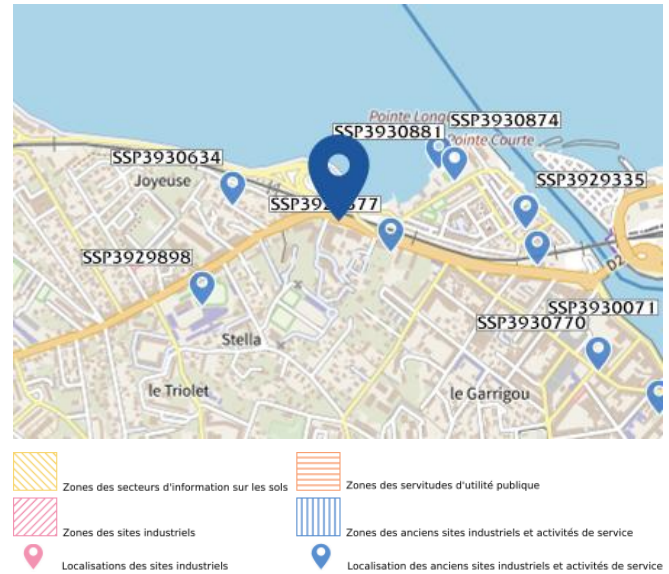 Pointe Longue
SSP3930874
SSP3930881
Pointe Courte
SSP3930634
Joyeuse
SSP3929335
SSP3929898
D2
SSP3930071
SSP3930770
Stella
le Triolet
le Garrigou
Zones des secteurs d'information sur les sols
Zones des servitudes d'utilité publique
Zones des sites industriels
Zones des anciens sites industriels et activités de service
Localisations des sites industriels
Localisation des anciens sites industriels et activités de service